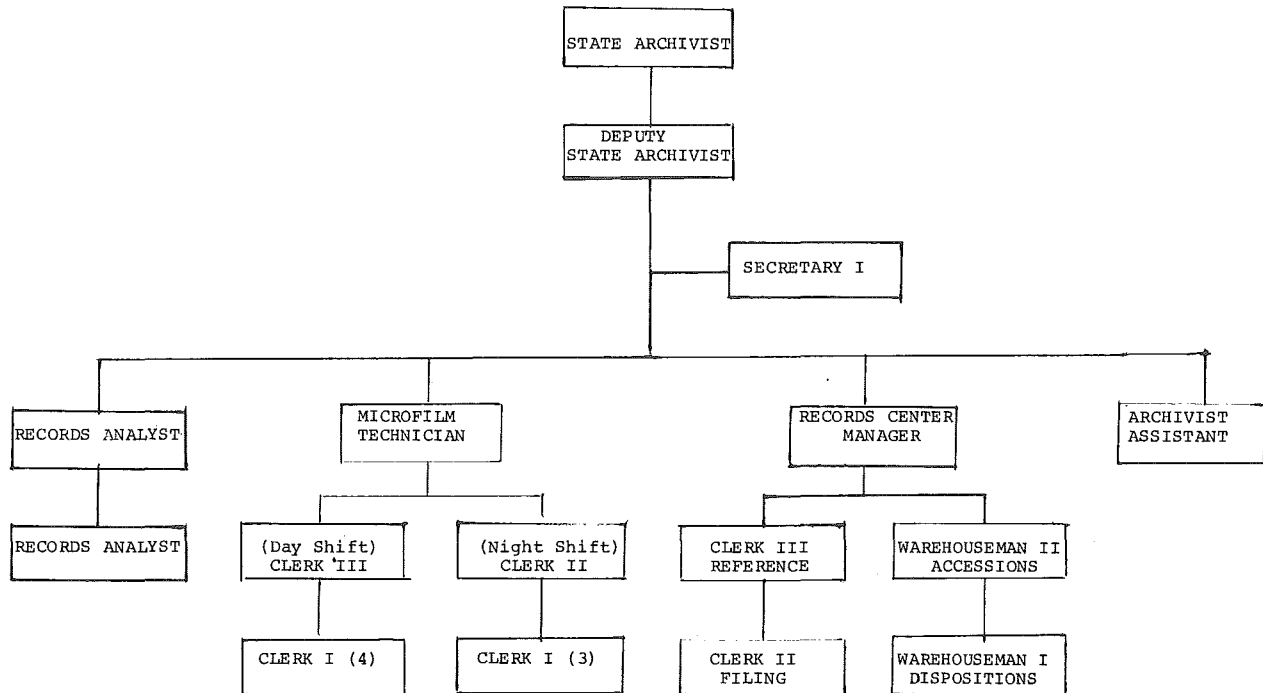 STATE ARCHIVIST
DEPUTY
STATE ARCHIVIST
SECRETARY I
RECORDS ANALYST
MICROFILM
TECHNICIAN
RECORDS CENTER
MANAGER
ARCHIVIST
ASSISTANT
RECORDS ANALYST
(Day Shift)
CLERK III
(Night Shift)
CLERK II
CLERK III
REFERENCE
WAREHOUSEMAN II
ACCESSIONS
CLERK I (4)
CLERK I (3)
CLERK II
FILING
WAREHOUSEMAN I
DISPOSITIONS